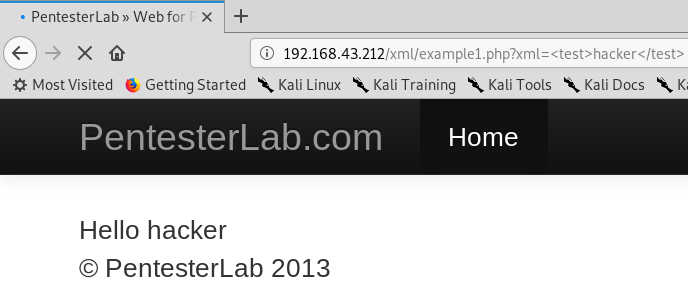 PentesterLab » Web for P
192.168.43.212/xml/example1.php?xml=<test>hacker</test>
Most Visited Getting Started Kali Linux Kali Training Kali Tools Kali Docs Ka
PentesterLab.com Home
Hello hacker
© PentesterLab 2013